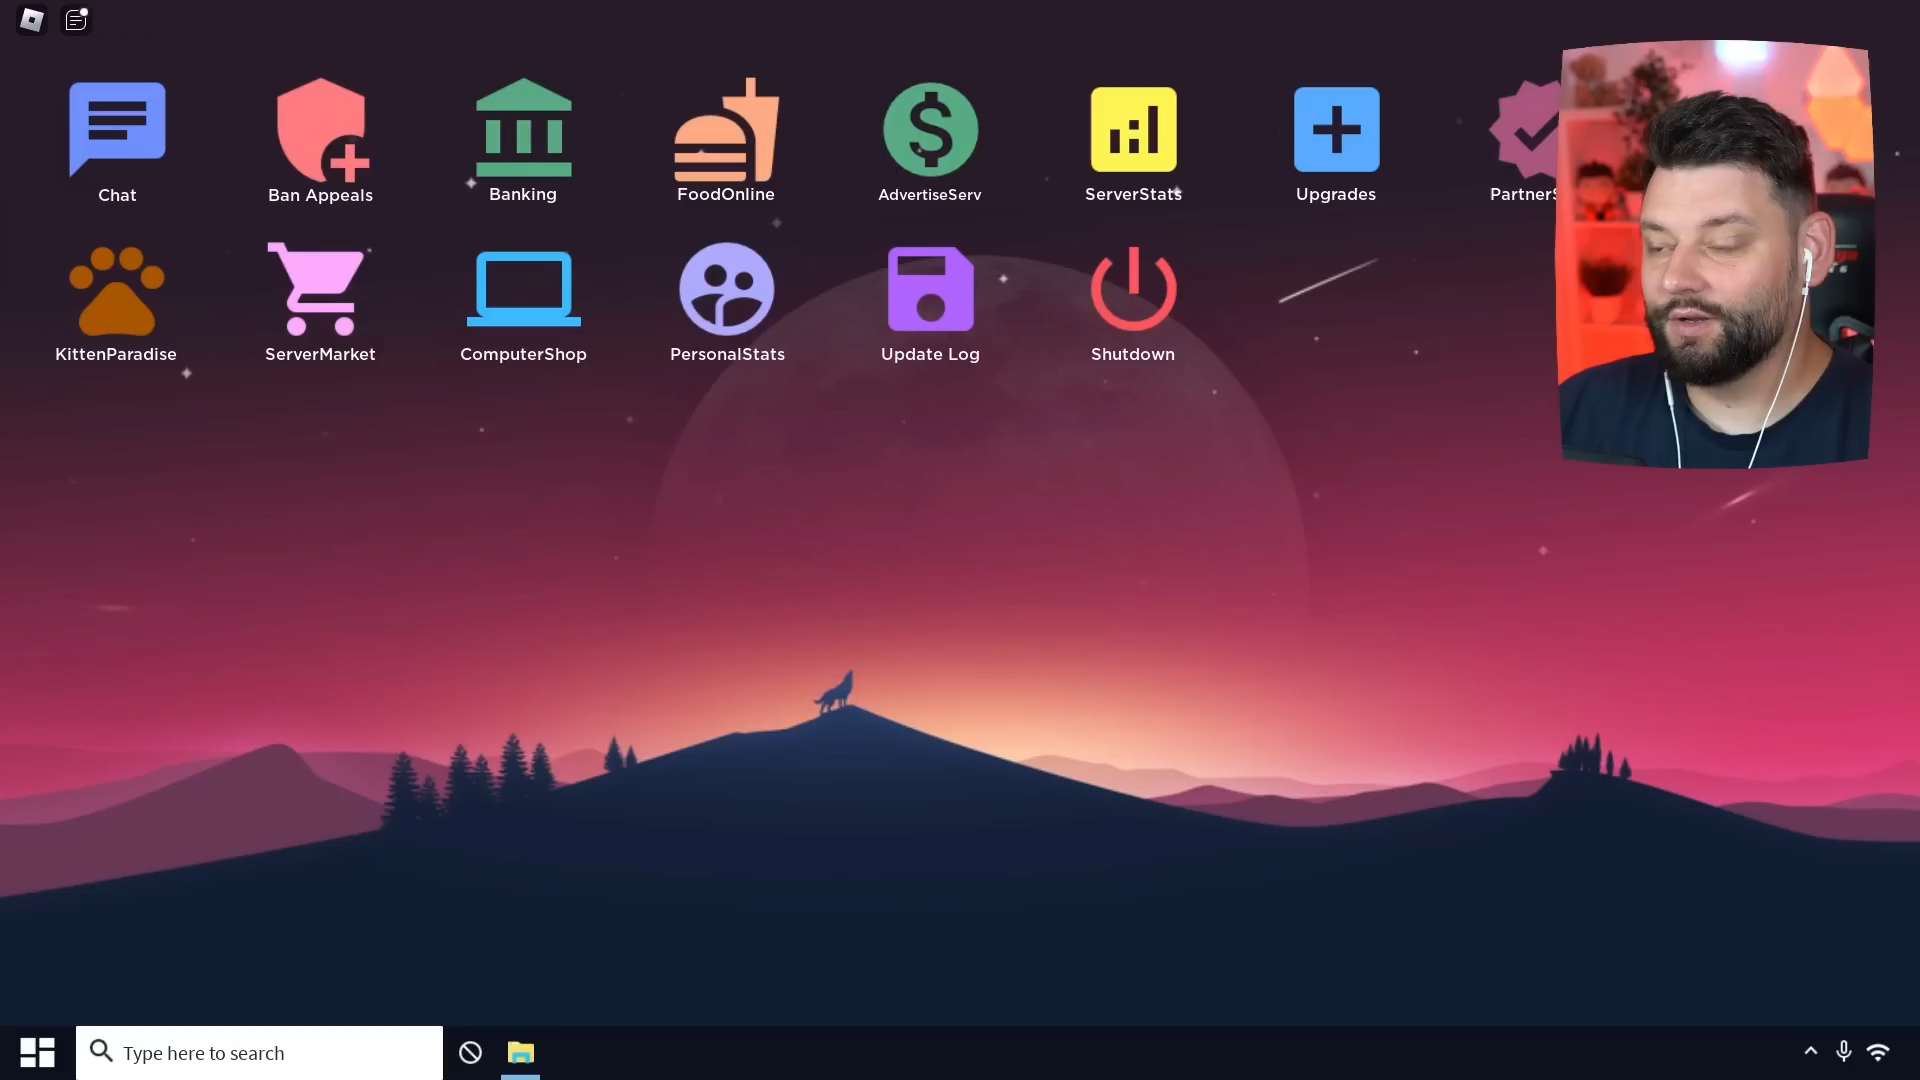 Chat
Ban Appeals
Banking
FoodOnline
AdvertiseServ
ServerStats
Upgrades
KittenParadise
ServerMarket
ComputerShop
PersonalStats
Update Log
Shutdown
Type here to search